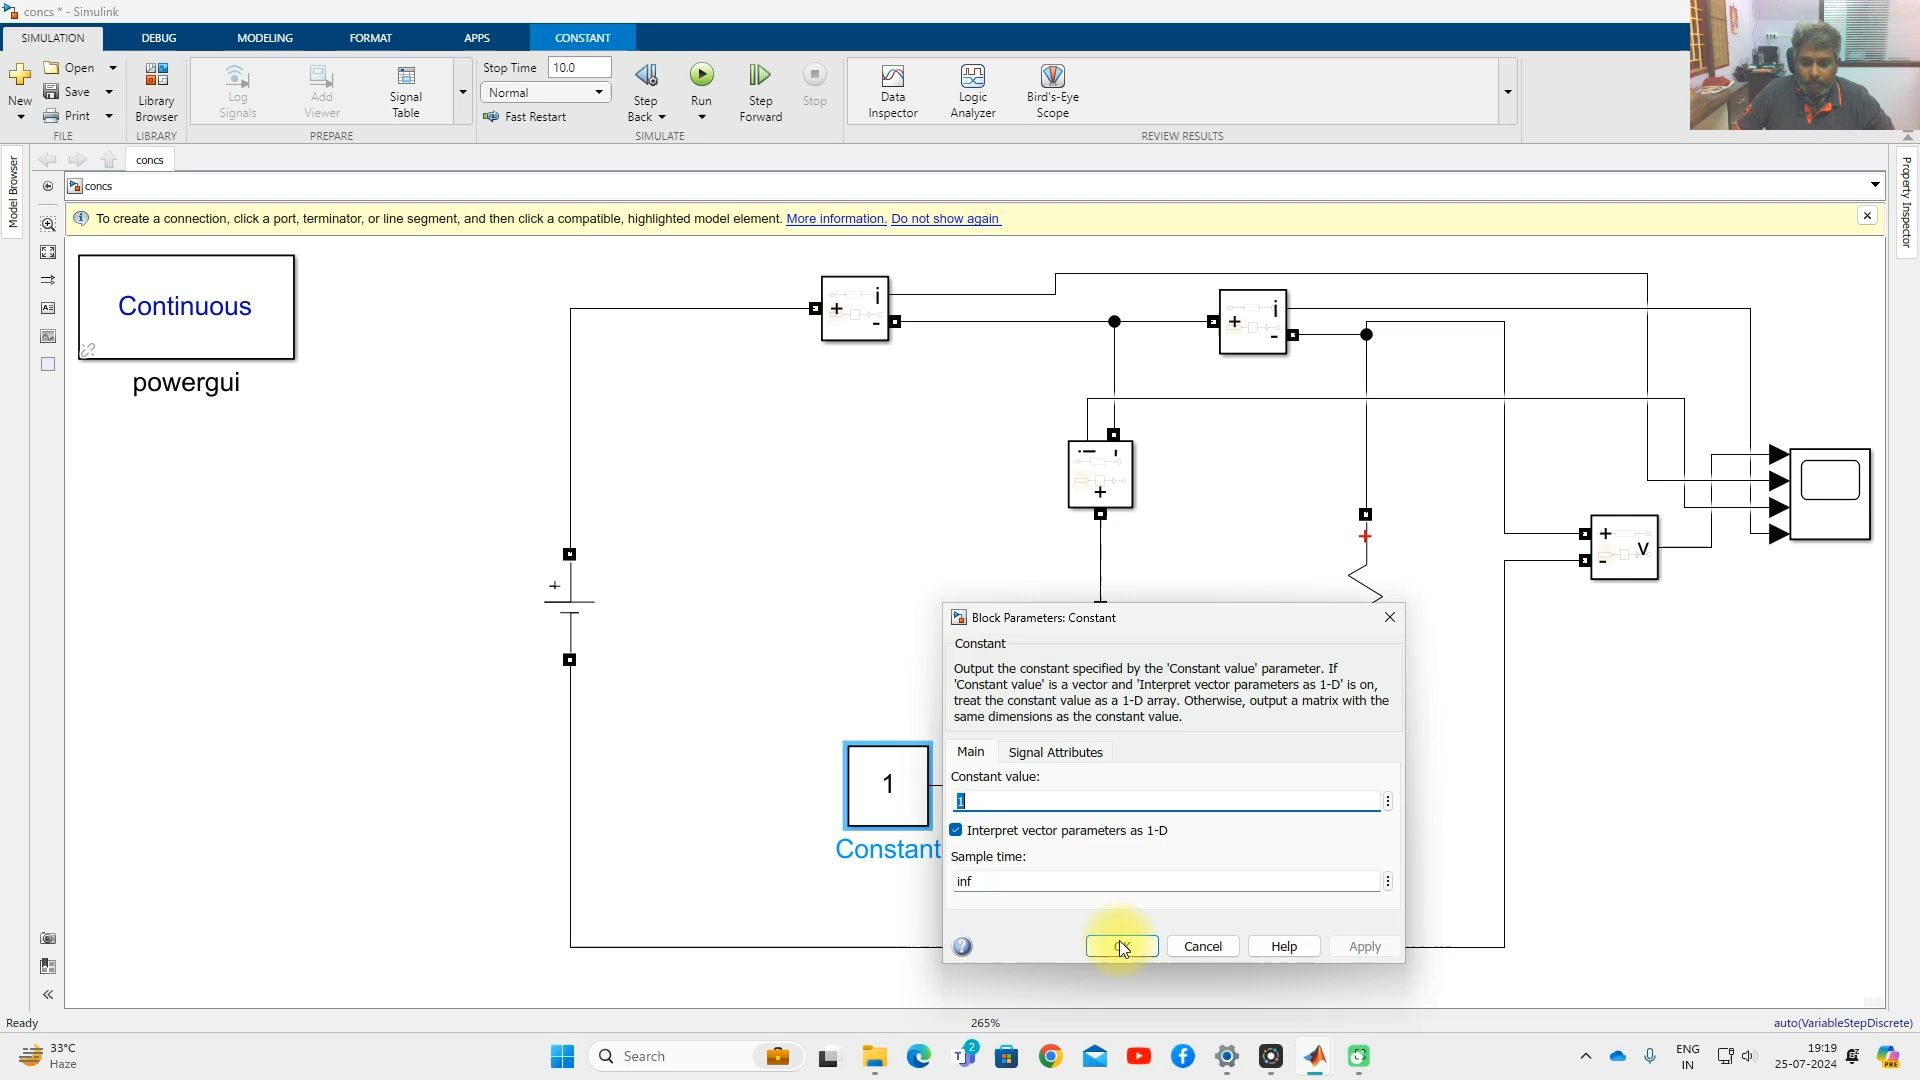 concs * - Simulink
SIMULATION DEBUG MODELING FORMAT APPS CONSTANT
New
Open
Save
Print
FILE
Library
Browser
LIBRARY
Log
Signals
Add
Viewer
Signal
Table
PREPARE
Stop Time 10.0
Normal
Fast Restart
Step
Back
Run
Step
Forward
Stop
SIMULATE
Data
Inspector
Logic
Analyzer
Bird's-Eye
Scope
REVIEW RESULTS
Model Browser
concs
concs
Property Inspector
To create a connection, click a port, terminator, or line segment, and then click a compatible, highlighted model element. More information. Do not show again
Continuous
powergui
i
+
-
i
+
-
+
+
+
+
v
-
1
Constant
Block Parameters: Constant
Constant
Output the constant specified by the 'Constant value' parameter. If
'Constant value' is a vector and 'Interpret vector parameters as 1-D' is on,
treat the constant value as a 1-D array. Otherwise, output a matrix with the
same dimensions as the constant value.
Main Signal Attributes
Constant value:
1
Interpret vector parameters as 1-D
Sample time:
inf
OK Cancel Help Apply
Ready 265% auto(VariableStepDiscrete)
33°C
Haze
Search
2
ENG
IN
19:19
25-07-2024
PRE